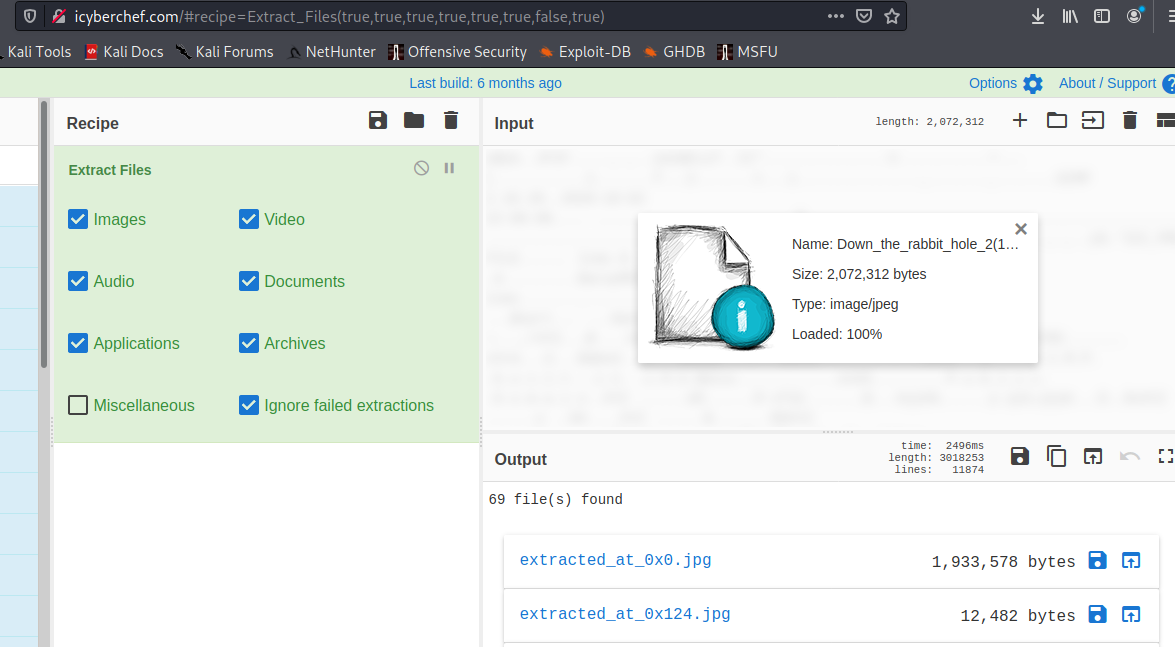 icyberchef.com/#recipe=Extract_Files(true,true,true,true,true,true,false,true)
Kali Tools Kali Docs Kali Forums NetHunter Offensive Security Exploit-DB GHDB MSFU
Last build: 6 months ago Options About / Support
Recipe
Input length: 2,072,312
Extract Files
Images Video
Audio Documents
Applications Archives
Miscellaneous Ignore failed extractions
Name: Down_the_rabbit_hole_2(1…
Size: 2,072,312 bytes
Type: image/jpeg
Loaded: 100%
Output
time: 2496ms
length: 3018253
lines: 11874
69 file(s) found
extracted_at_0x0.jpg 1,933,578 bytes
extracted_at_0x124.jpg 12,482 bytes